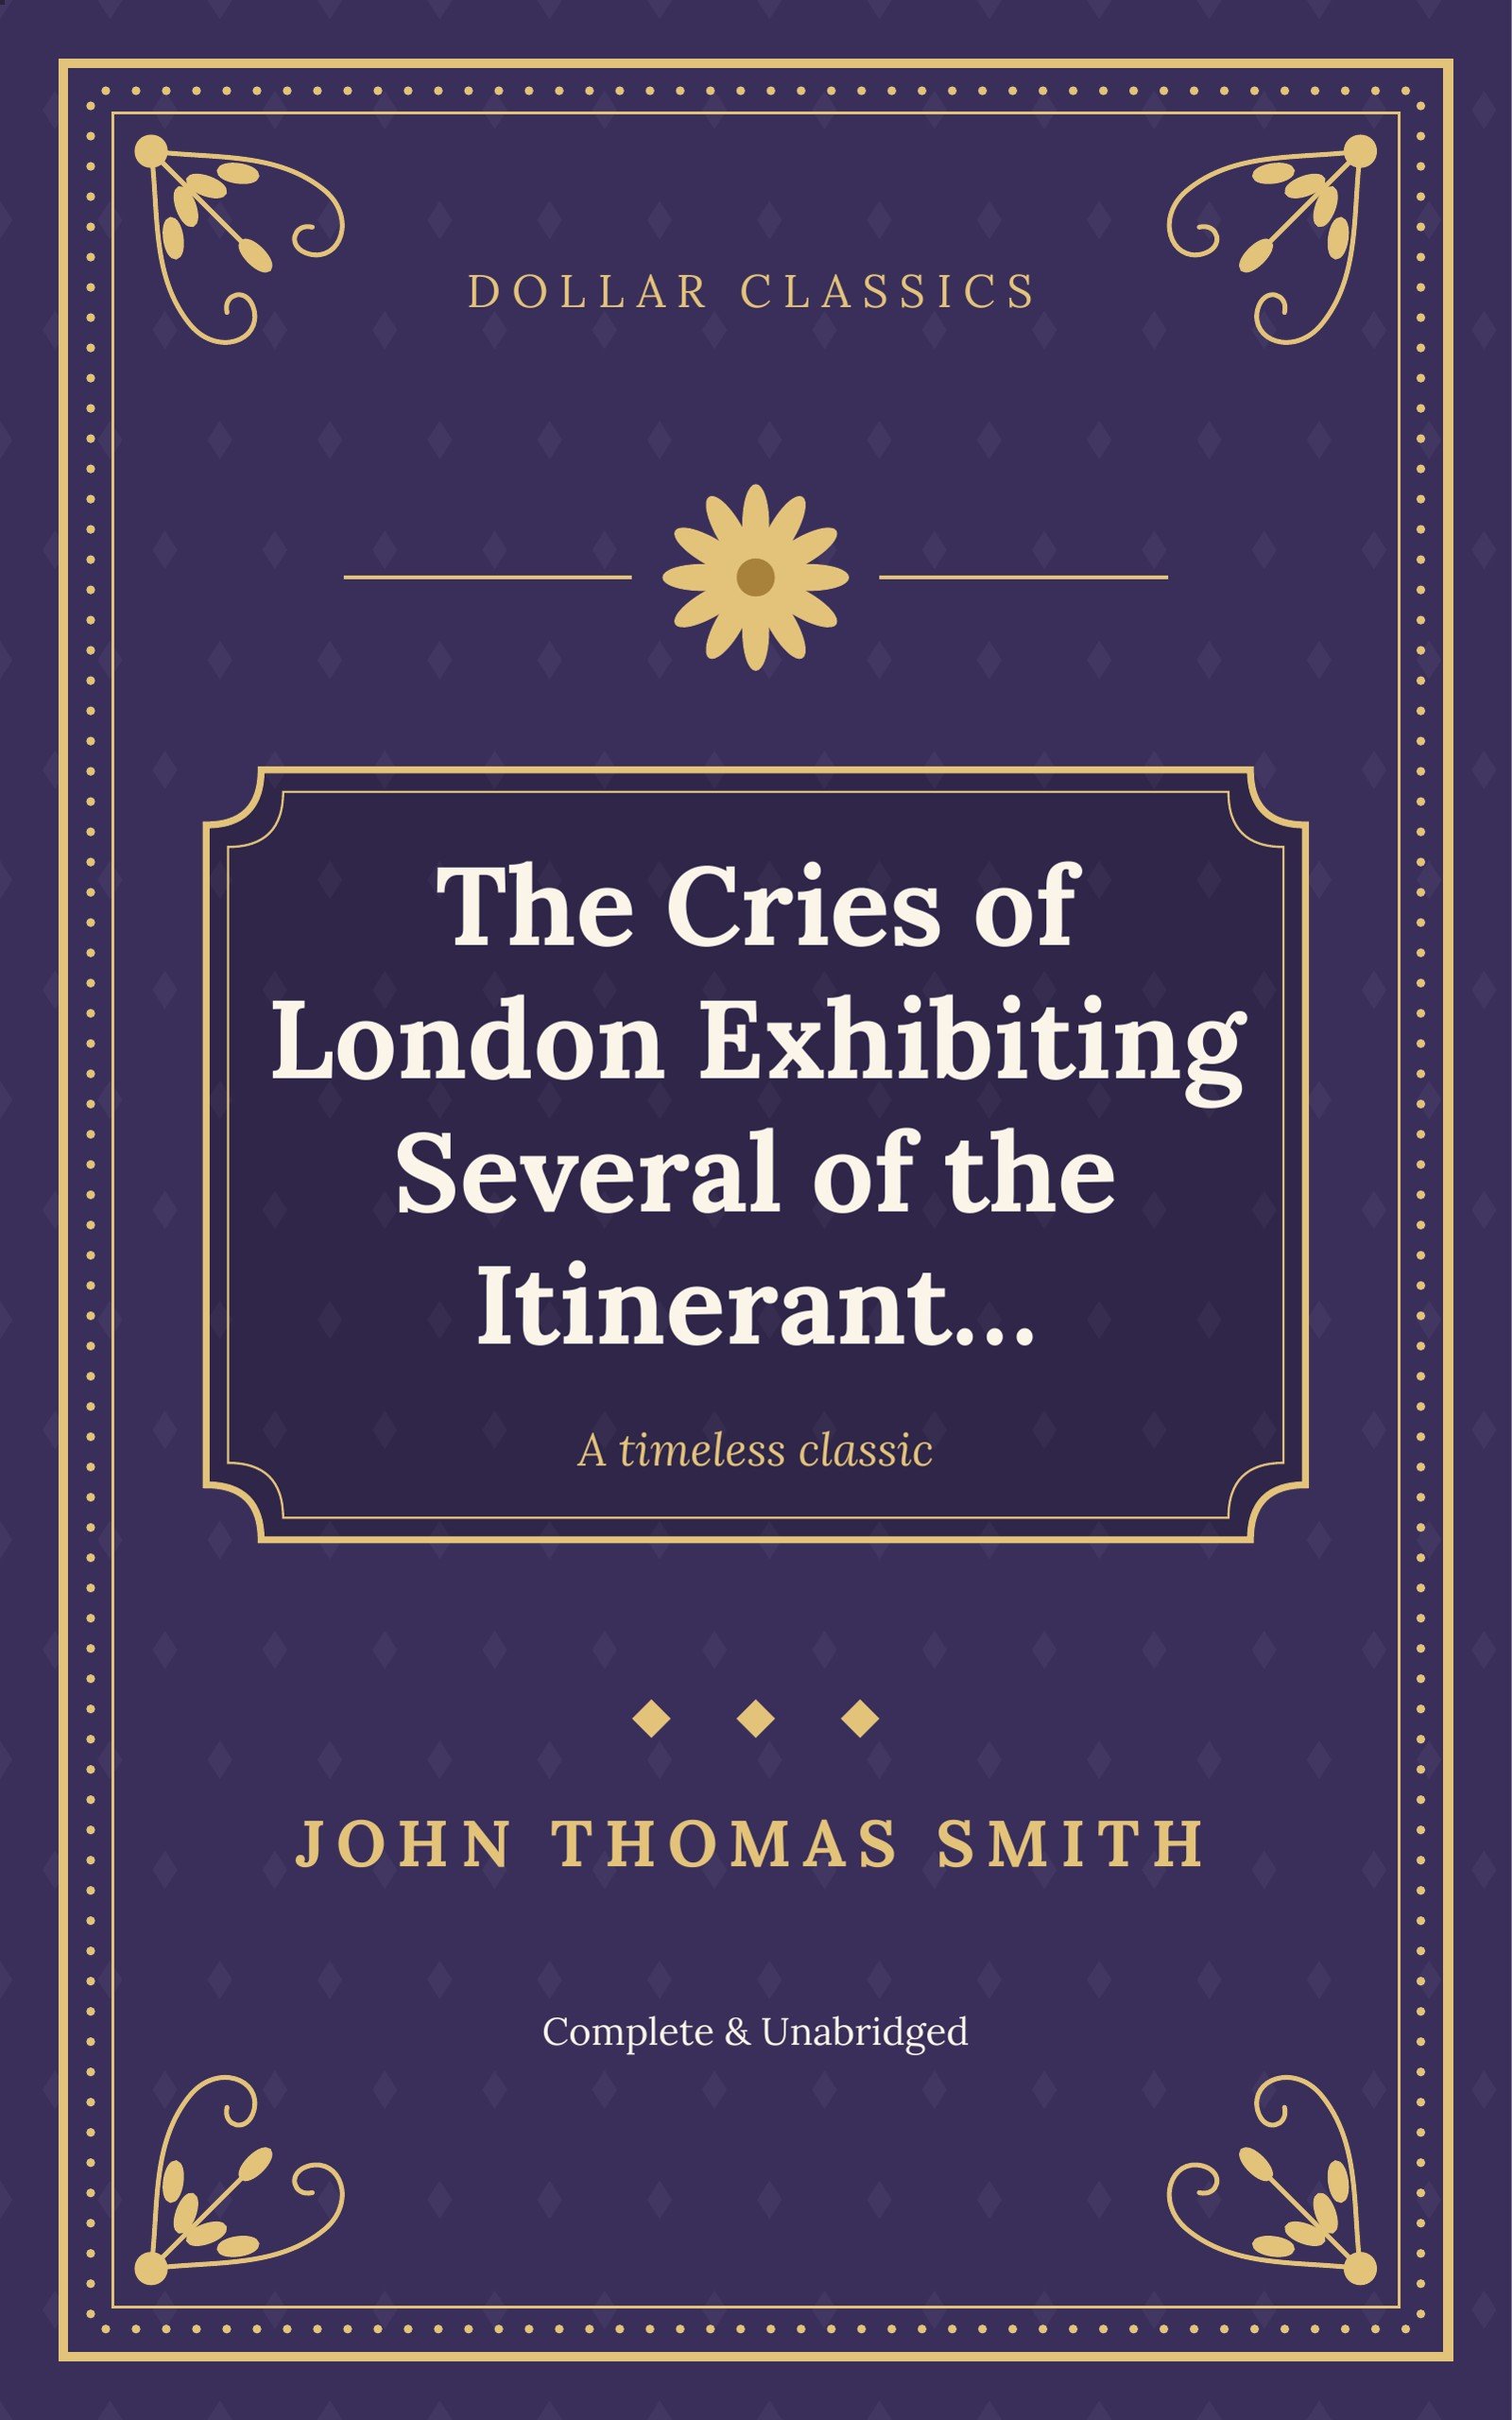 DOLLAR CLASSICS
The Cries of
London Exhibiting
Several of the
Itinerant...
A timeless classic
JOHN THOMAS SMITH
Complete & Unabridged